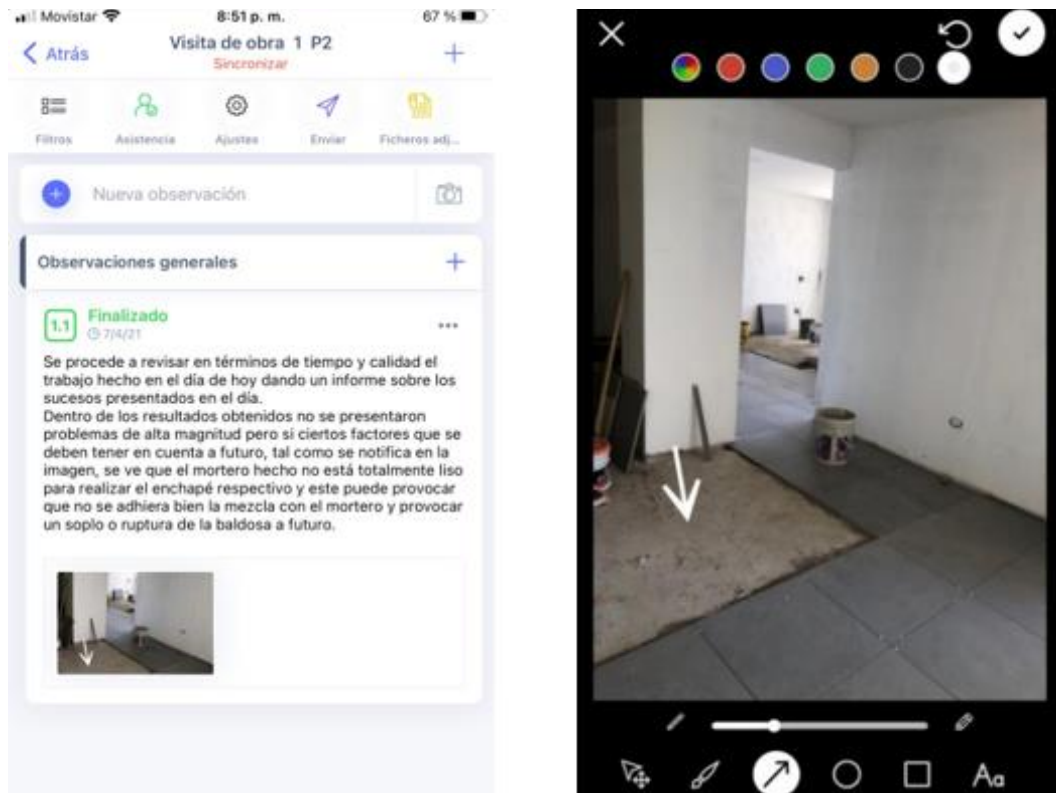 Movistar 8:51 p. m. 67 %
Atrás Visita de obra 1 P2
Sincronizar
Filtros Asistencia Ajustes Enviar Ficheros adj...
Nueva observación
Observaciones generales
1.1 Finalizado
7/4/21
Se procede a revisar en términos de tiempo y calidad el
trabajo hecho en el día de hoy dando un informe sobre los
sucesos presentados en el día.
Dentro de los resultados obtenidos no se presentaron
problemas de alta magnitud pero si ciertos factores que se
deben tener en cuenta a futuro, tal como se notifica en la
imagen, se ve que el mortero hecho no está totalmente liso
para realizar el enchapé respectivo y este puede provocar
que no se adhiera bien la mezcla con el mortero y provocar
un soplo o ruptura de la baldosa a futuro.
Aa